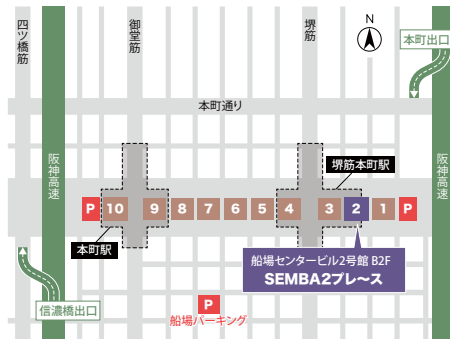 四ツ橋筋
御堂筋
堺筋
N
本町出口
本町通り
阪神高速
阪神高速
堺筋本町駅
P
10
9
8
7
6
5
4
3
2
1
P
本町駅
船場センタービル2号館 B2F
SEMBA2プレ〜ス
信濃橋出口
P
船場パーキング